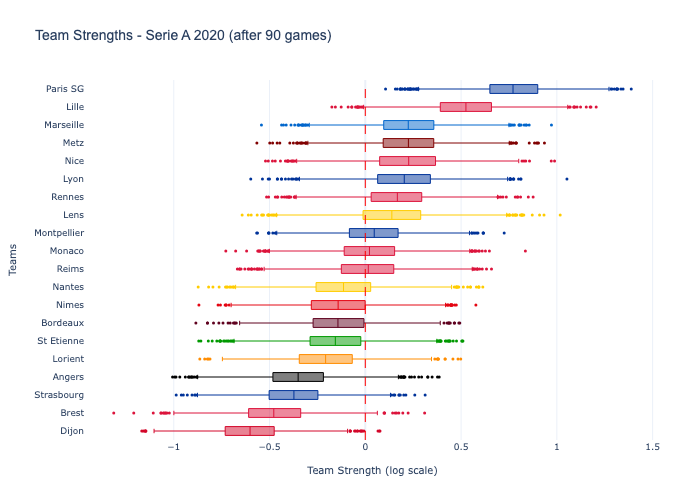 Team Strengths - Serie A 2020 (after 90 games)
Teams
Paris SG
Lille
Marseille
Metz
Nice
Lyon
Rennes
Lens
Montpellier
Monaco
Reims
Nantes
Nimes
Bordeaux
St Etienne
Lorient
Angers
Strasbourg
Brest
Dijon
−1 −0.5 0 0.5 1 1.5
Team Strength (log scale)